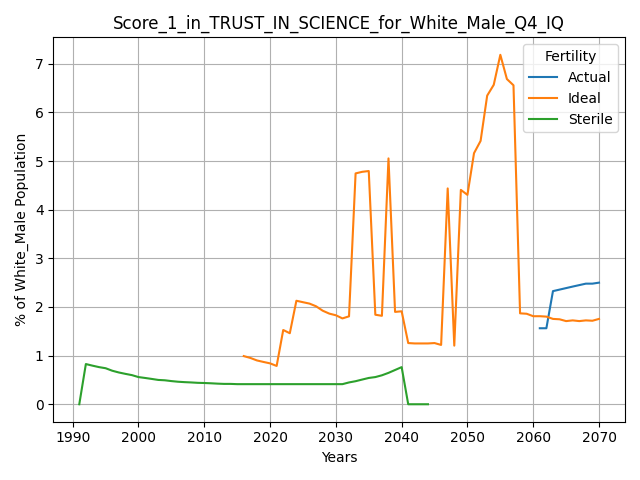 Score_1_in_TRUST_IN_SCIENCE_for_White_Male_Q4_IQ
% of White_Male Population
7
6
5
4
3
2
1
0
Fertility
Actual
Ideal
Sterile
1990 2000 2010 2020 2030 2040 2050 2060 2070
Years